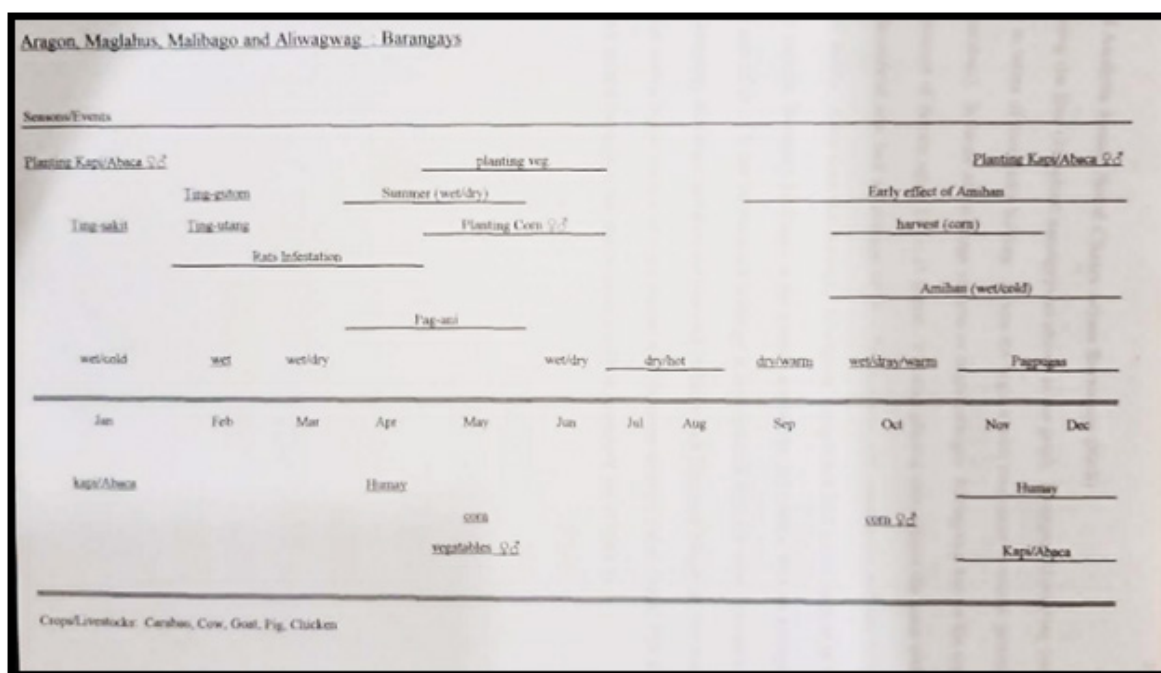 Aragon, Maglahus, Malibago and Aliwagwag : Barangays
Seasons/Events
Planting Kapi/Abaca ♀♂ planting veg. Planting Kapi/Abaca ♀♂
Ting-gutom Summer (wet/dry) Early effect of Amihan
Ting-sakit Ting-utang Planting Corn ♀♂ harvest (corn)
Rats Infestation
Amihan (wet/cold)
Pag-ani
wet/cold wet wet/dry wet/dry dry/hot dry/warm wet/dray/warm Pagpugas
Jan Feb Mar Apr May Jun Jul Aug Sep Oct Nov Dec
kapi/Abaca Humay Humay
corn corn ♀♂
vegatables ♀♂ Kapi/Abaca
Crops/Livestocks: Carabao, Cow, Goat, Pig, Chicken